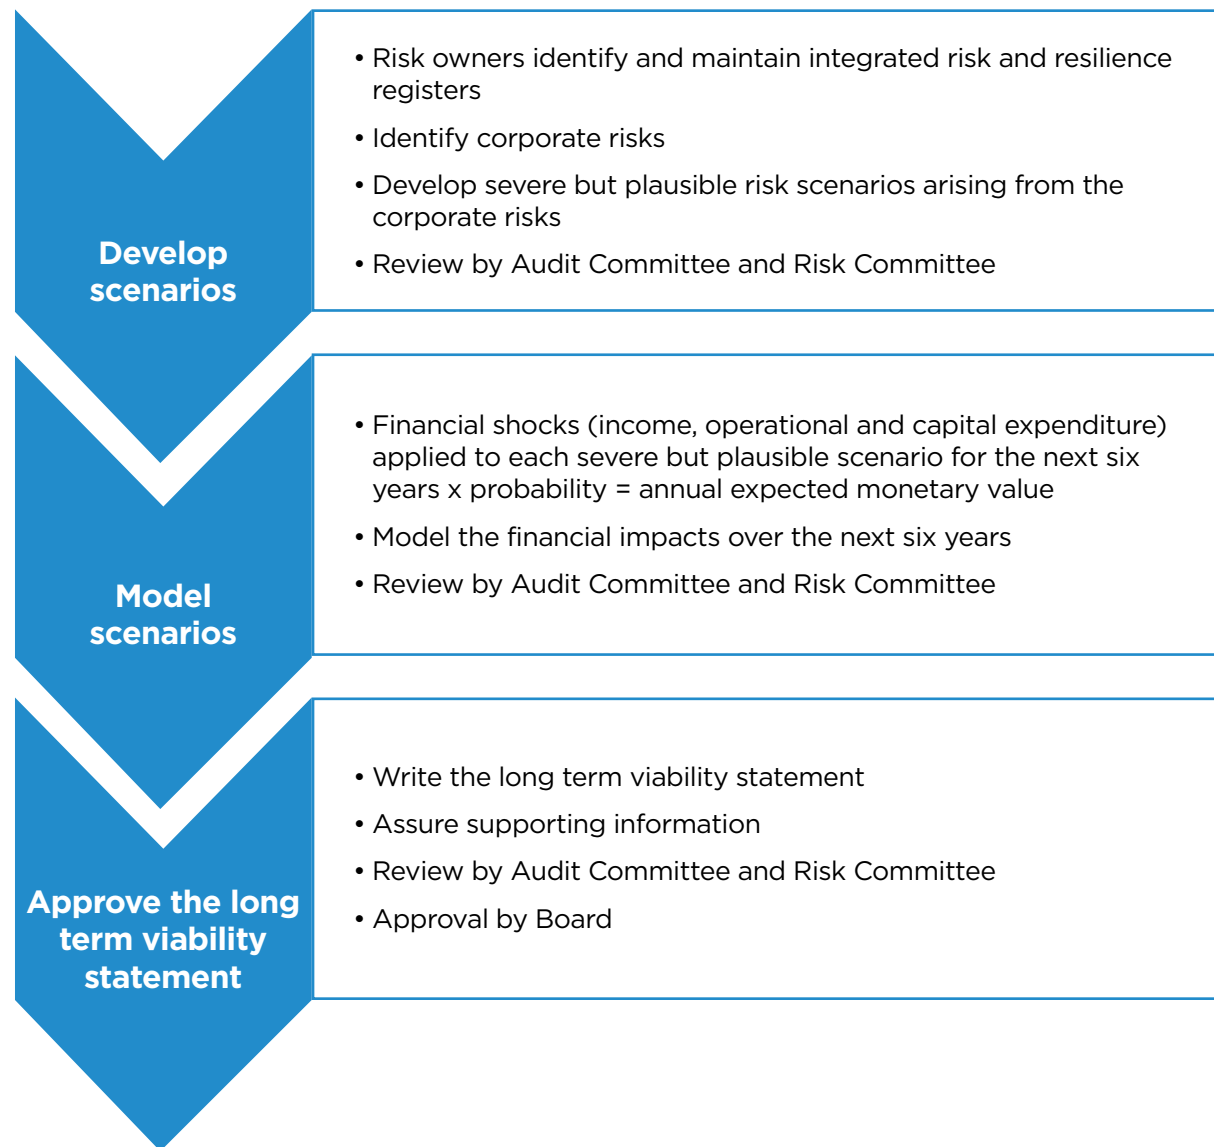 Develop
scenarios
• Risk owners identify and maintain integrated risk and resilience
registers
• Identify corporate risks
• Develop severe but plausible risk scenarios arising from the
corporate risks
• Review by Audit Committee and Risk Committee
Model
scenarios
• Financial shocks (income, operational and capital expenditure)
applied to each severe but plausible scenario for the next six
years x probability = annual expected monetary value
• Model the financial impacts over the next six years
• Review by Audit Committee and Risk Committee
Approve the long
term viability
statement
• Write the long term viability statement
• Assure supporting information
• Review by Audit Committee and Risk Committee
• Approval by Board